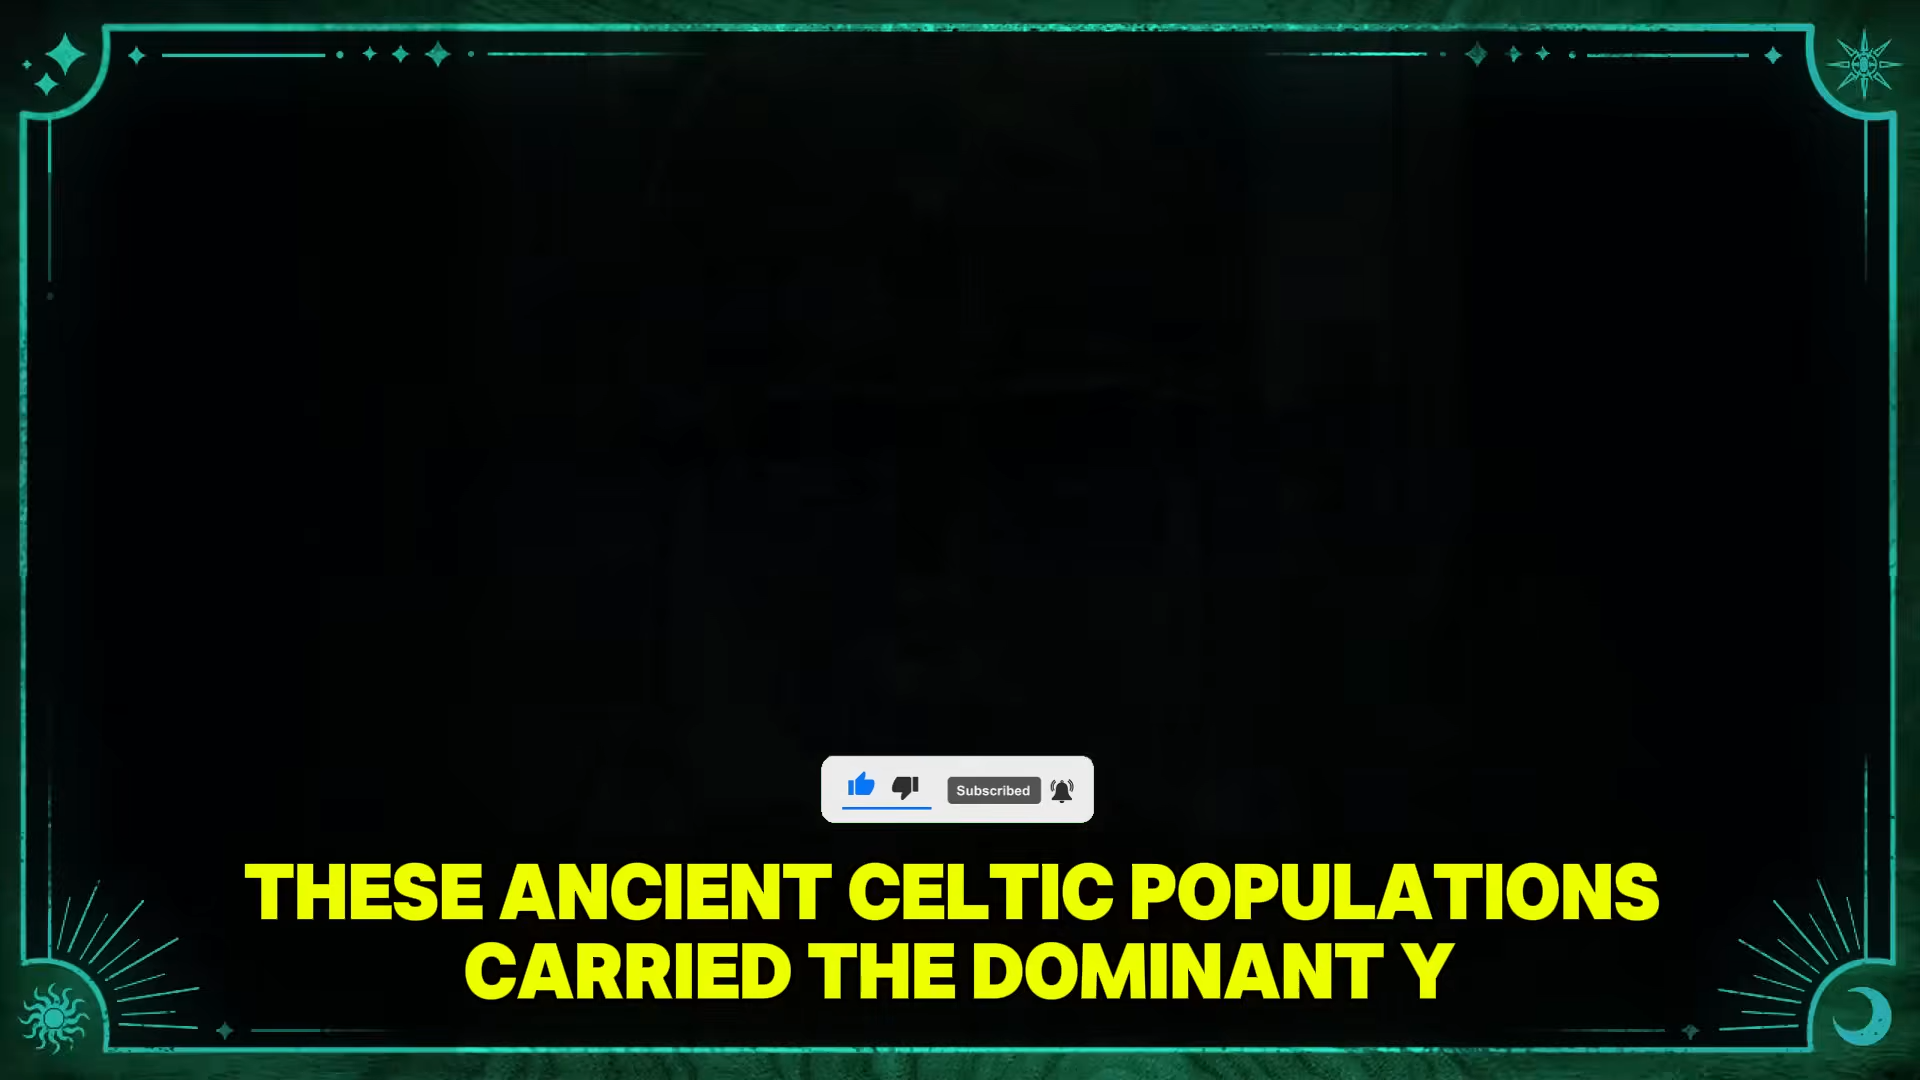 Subscribed
THESE ANCIENT CELTIC POPULATIONS
CARRIED THE DOMINANT Y